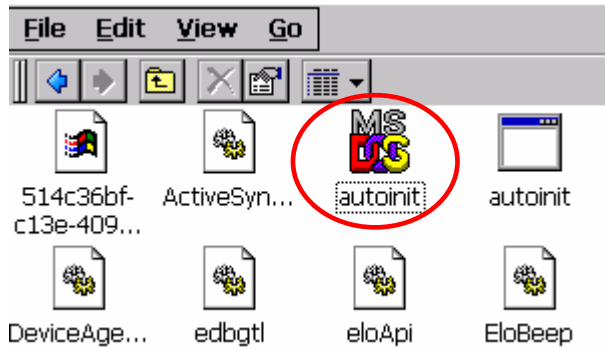 File Edit View Go
MS
DOS
514c36bf- ActiveSyn... autoinit autoinit
c13e-409...
DeviceAge... edbgtl eloApi EloBeep